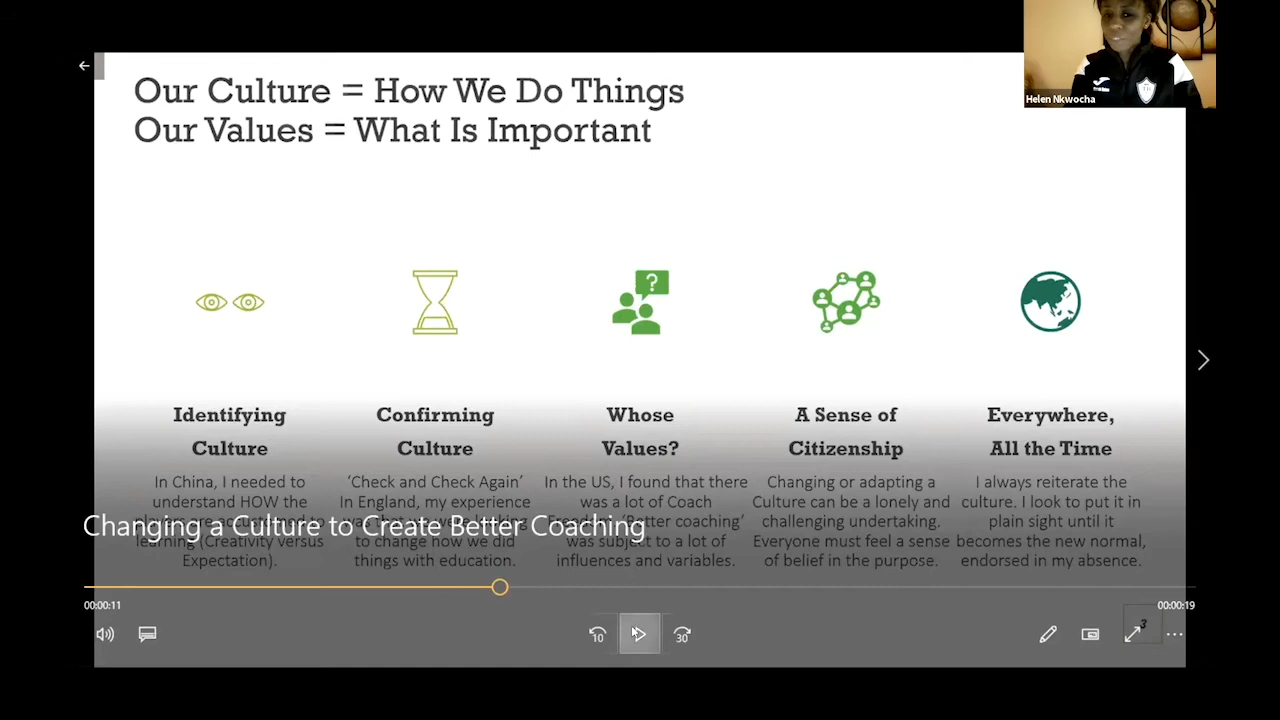 Our Culture = How We Do Things
Our Values = What Is Important
Helen Nkwocha
?
Identifying
Culture
In China, I needed to
understand HOW the
learning (Creativity versus
Expectation).
Confirming
Culture
‘Check and Check Again’
In England, my experience
to change how we did
things with education.
Whose
Values?
In the US, I found that there
was a lot of Coach
‘Better coaching’
was subject to a lot of
influences and variables.
A Sense of
Citizenship
Changing or adapting a
Culture can be a lonely and
challenging undertaking.
Everyone must feel a sense
of belief in the purpose.
Everywhere,
All the Time
I always reiterate the
culture. I look to put it in
plain sight until it
becomes the new normal,
endorsed in my absence.
Changing a Culture to Create Better Coaching
00:00:11
00:00:19
10
30
3